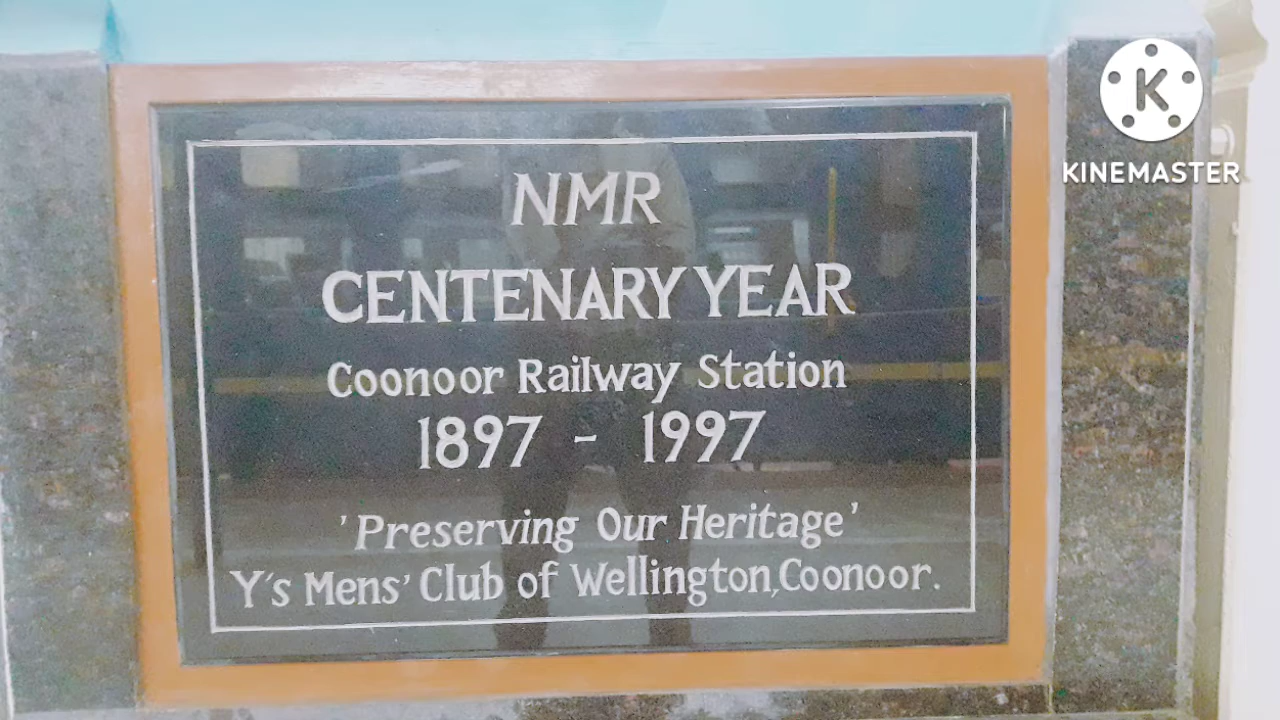 NMR
CENTENARY YEAR
Coonoor Railway Station
1897 - 1997
'Preserving Our Heritage'
Y's Mens' Club of Wellington,Coonoor.
K
KINEMASTER